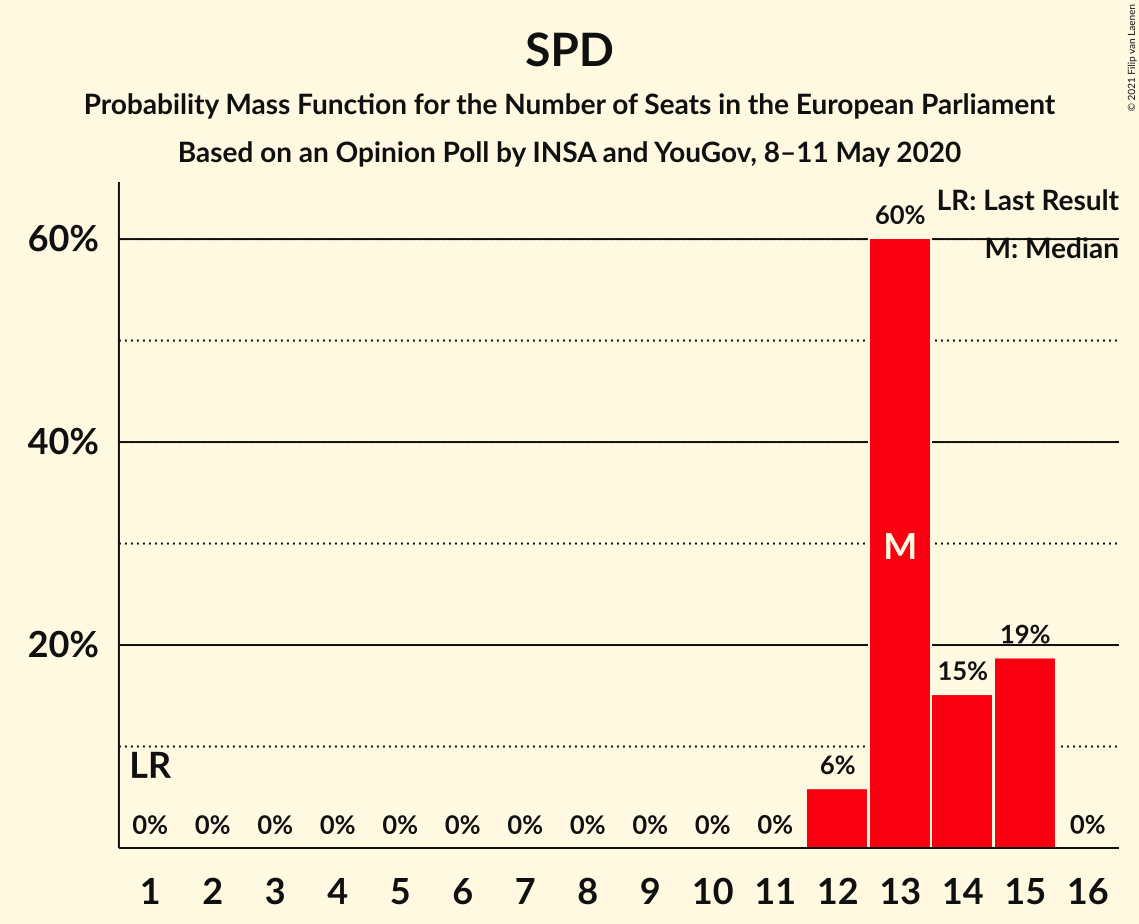 SPD
Probability Mass Function for the Number of Seats in the European Parliament
Based on an Opinion Poll by INSA and YouGov, 8–11 May 2020
© 2021 Filip van Laenen
LR: Last Result
M: Median
60%
40%
20%
LR
M
0% 0% 0% 0% 0% 0% 0% 0% 0% 0% 0% 6% 60% 15% 19% 0%
1 2 3 4 5 6 7 8 9 10 11 12 13 14 15 16